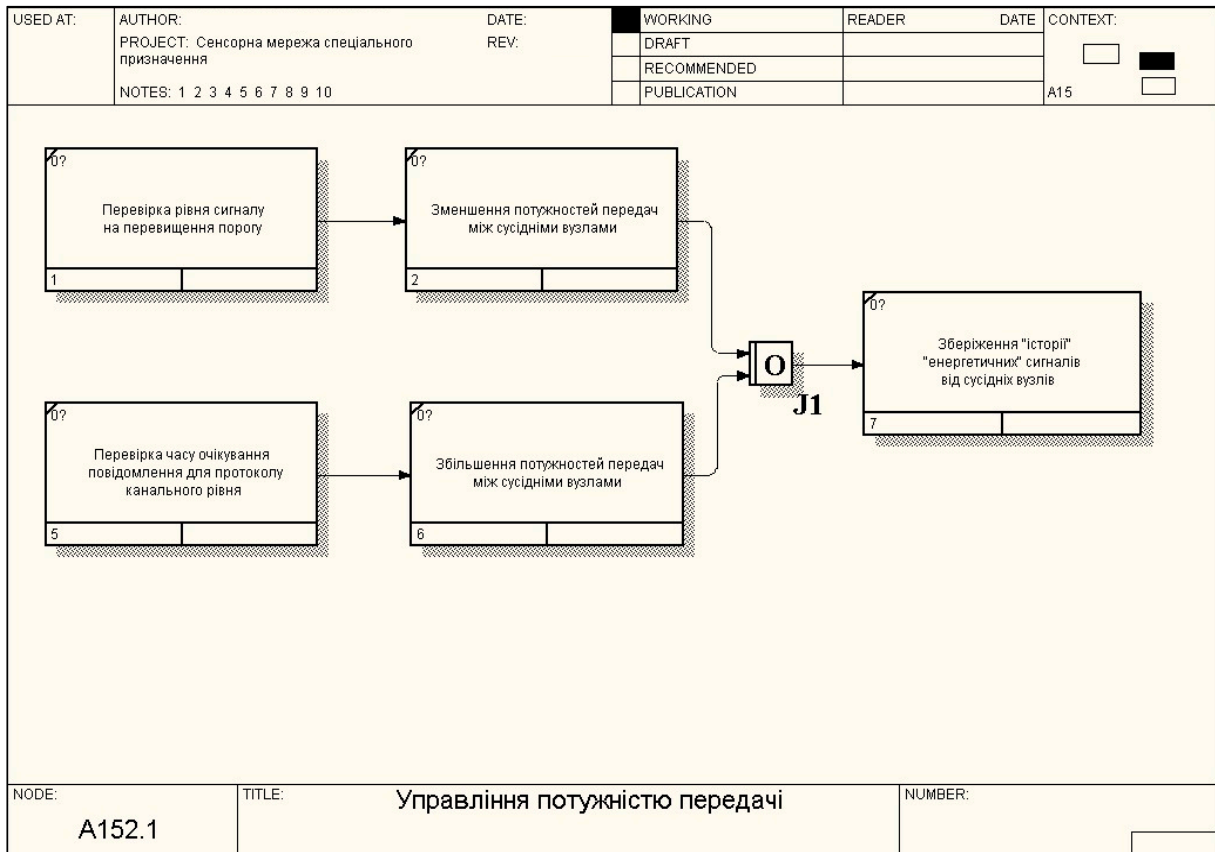 USED AT:
AUTHOR:
DATE:
PROJECT: Сенсорна мережа спеціального
призначення
REV:
NOTES: 1 2 3 4 5 6 7 8 9 10
WORKING
DRAFT
RECOMMENDED
PUBLICATION
READER DATE
CONTEXT:
A15
0?
Перевірка рівня сигналу
на перевищення порогу
1
0?
Зменшення потужностей передач
між сусідніми вузлами
2
0?
Перевірка часу очікування
повідомлення для протоколу
канального рівня
5
0?
Збільшення потужностей передач
між сусідніми вузлами
6
O
J1
0?
Зберіження "історії"
"енергетичних" сигналів
від сусідніх вузлів
7
NODE:
A152.1
TITLE:
Управління потужністю передачі
NUMBER: